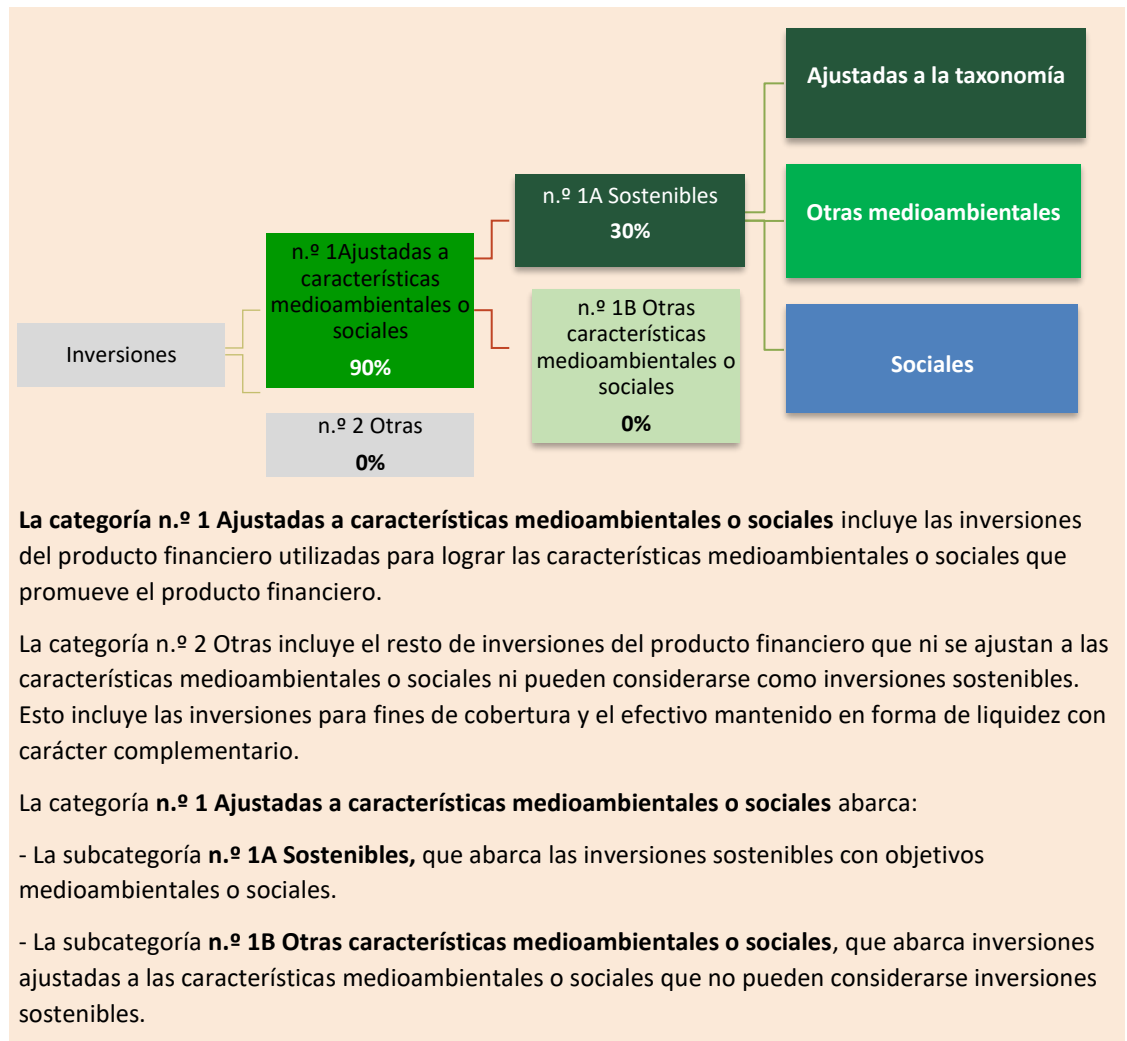 Ajustadas a la taxonomía
n.º 1A Sostenibles
30%
Otras medioambientales
n.º 1Ajustadas a
características
medioambientales o
sociales
90%
n.º 1B Otras
características
medioambientales o
sociales
0%
Inversiones
Sociales
n.º 2 Otras
0%
La categoría n.º 1 Ajustadas a características medioambientales o sociales incluye las inversiones
del producto financiero utilizadas para lograr las características medioambientales o sociales que
promueve el producto financiero.
La categoría n.º 2 Otras incluye el resto de inversiones del producto financiero que ni se ajustan a las
características medioambientales o sociales ni pueden considerarse como inversiones sostenibles.
Esto incluye las inversiones para fines de cobertura y el efectivo mantenido en forma de liquidez con
carácter complementario.
La categoría n.º 1 Ajustadas a características medioambientales o sociales abarca:
- La subcategoría n.º 1A Sostenibles, que abarca las inversiones sostenibles con objetivos
medioambientales o sociales.
- La subcategoría n.º 1B Otras características medioambientales o sociales, que abarca inversiones
ajustadas a las características medioambientales o sociales que no pueden considerarse inversiones
sostenibles.